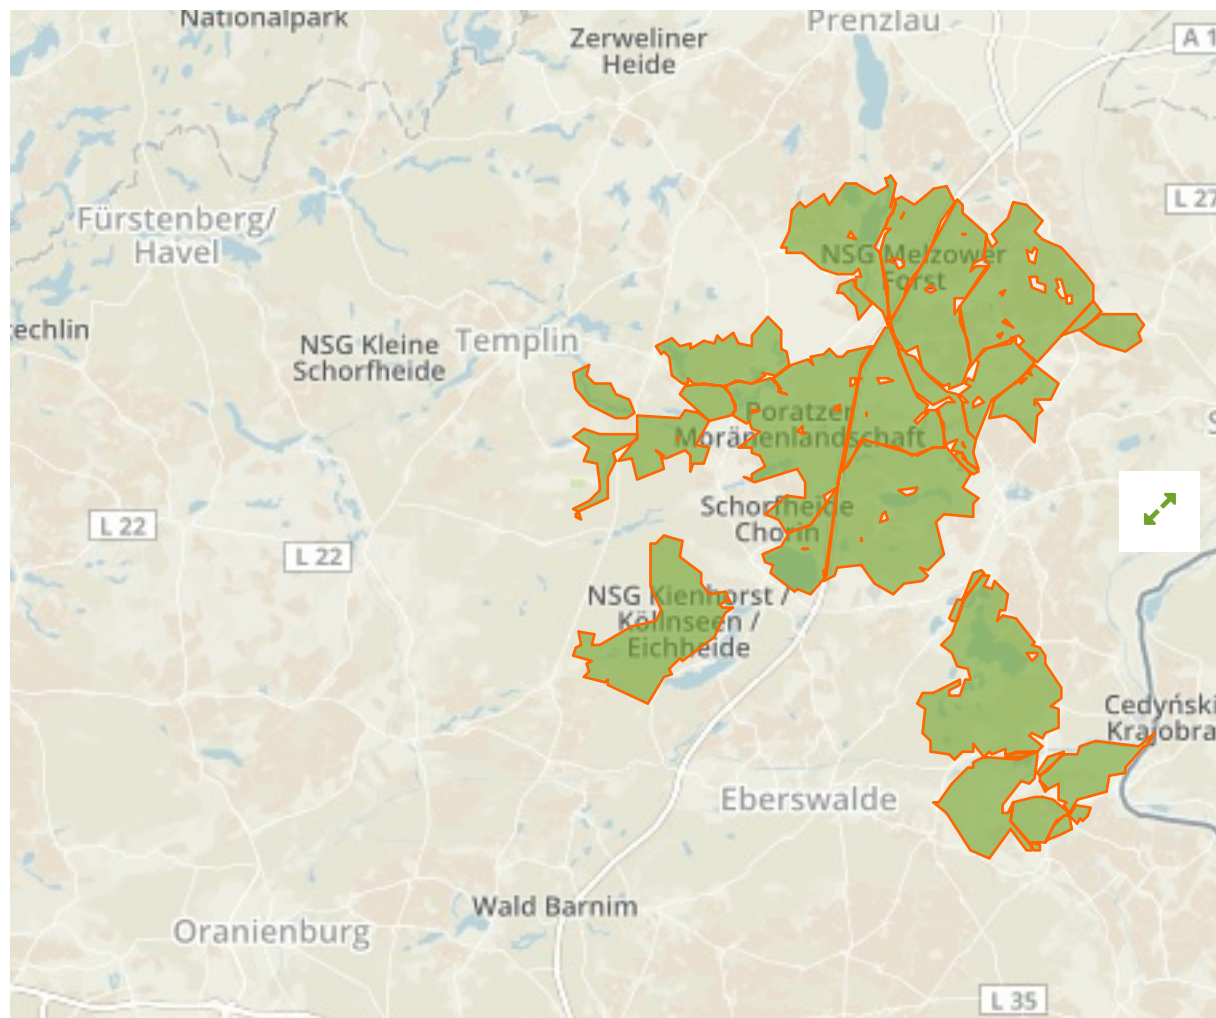 Nationalpark
Prenzlau
Zerweliner
Heide
A 1
L 27
Fürstenberg/
Havel
NSG Melzower
Forst
echlin
NSG Kleine
Schorfheide
Templin
Poratzer
Moränenlandschaft
S
Schorfheide
Chorin
L 22
L 22
NSG Kienhorst /
Köllnseen /
Eichheide
Cedyński
Krajobra
Eberswalde
Wald Barnim
Oranienburg
L 35